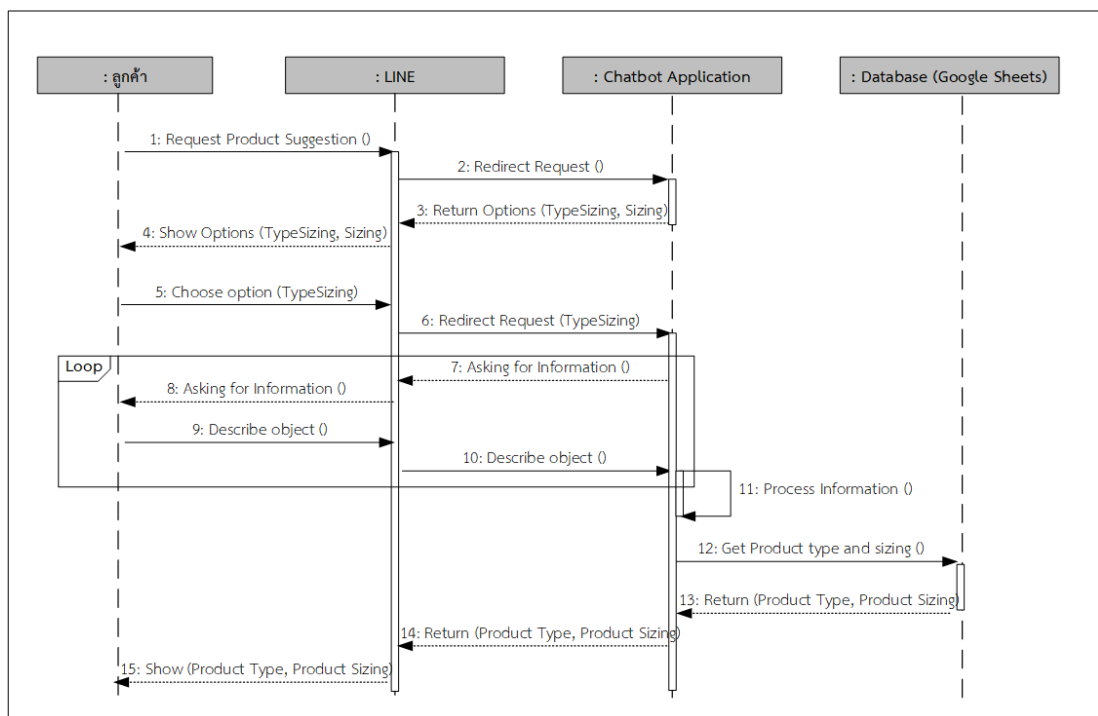 : ลูกค้า
: LINE
: Chatbot Application
: Database (Google Sheets)
1: Request Product Suggestion ()
2: Redirect Request ()
3: Return Options (TypeSizing, Sizing)
4: Show Options (TypeSizing, Sizing)
5: Choose option (TypeSizing)
6: Redirect Request (TypeSizing)
Loop
7: Asking for Information ()
8: Asking for Information ()
9: Describe object ()
10: Describe object ()
11: Process Information ()
12: Get Product type and sizing ()
13: Return (Product Type, Product Sizing)
14: Return (Product Type, Product Sizing)
15: Show (Product Type, Product Sizing)